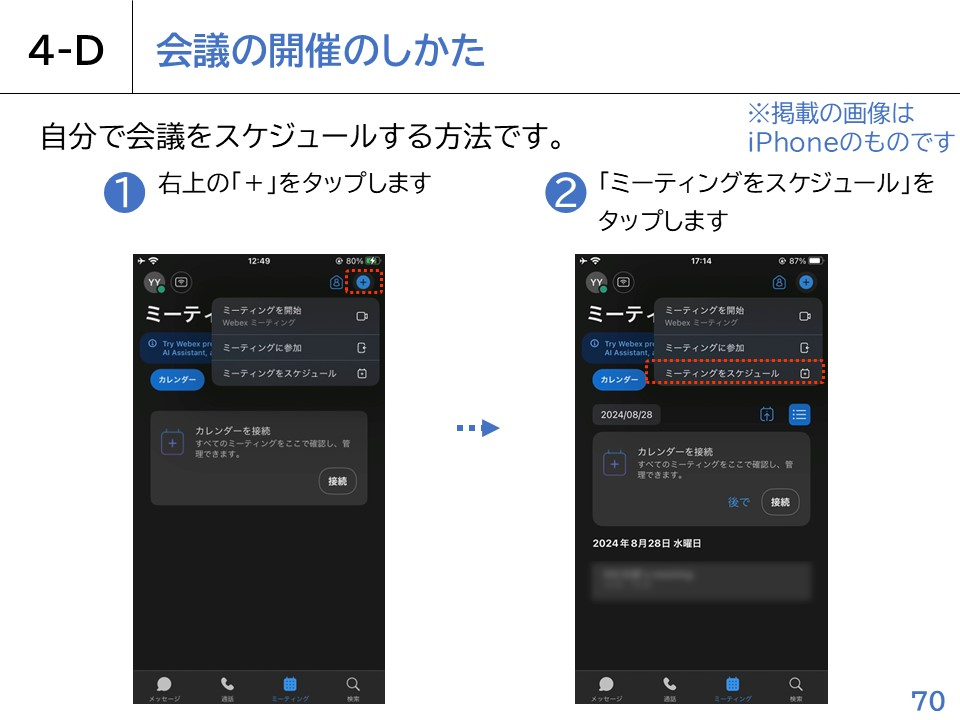 4-D
会議の開催のしかた
※掲載の画像は
iPhoneのものです
自分で会議をスケジュールする方法です。
1
右上の「＋」をタップします
12:49
80%
YY
ミーティ
ミーティングを開始
Webex ミーティング
ミーティングに参加
ミーティングをスケジュール
Try Webex pr
AI Assistant, a
カレンダー
カレンダーを接続
すべてのミーティングをここで確認し、管
理できます。
接続
メッセージ
通話
ミーティング
検索
2
「ミーティングをスケジュール」を
タップします
17:14
87%
YY
ミーティ
ミーティングを開始
Webex ミーティング
ミーティングに参加
ミーティングをスケジュール
Try Webex pr
AI Assistant, a
カレンダー
2024/08/28
カレンダーを接続
すべてのミーティングをここで確認し、管
理できます。
後で
接続
2024年8月28日 水曜日
メッセージ
通話
ミーティング
検索
70